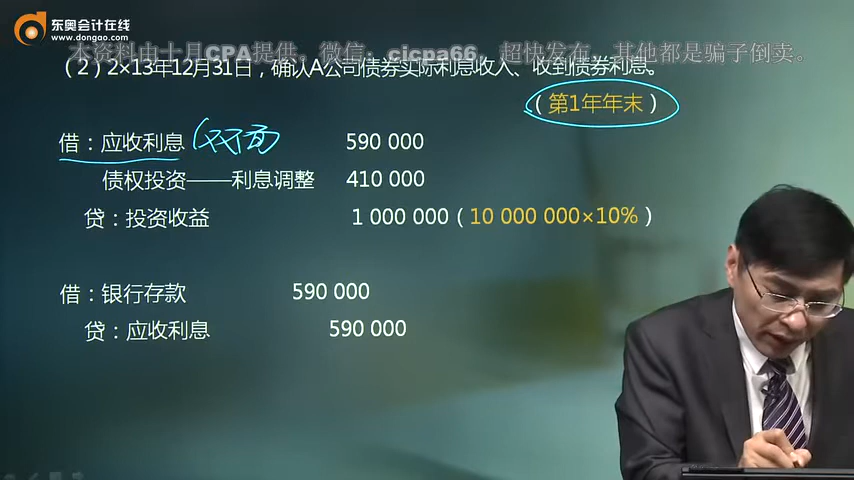 东奥会计在线
www.dongao.com
本资料由十月CPA提供。微信：cicpa66，超快发布，其他都是骗子倒卖。
（2）2×13年12月31日，确认A公司债券实际利息收入、收到债券利息。
（第1年年末）
借：应收利息 590 000
债权投资——利息调整 410 000
贷：投资收益 1 000 000（10 000 000×10%）
借：银行存款 590 000
贷：应收利息 590 000